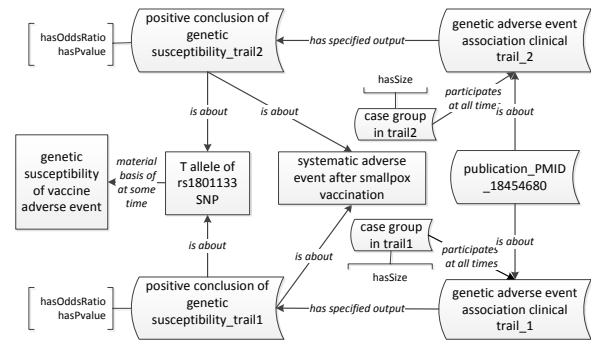 hasOddsRatio
hasPvalue
positive conclusion of
genetic
susceptibility_trail2
has specified output
genetic adverse event
association clinical
trail_2
hasSize
case group
in trail2
participates
at all times
is about
is about
is about
genetic
susceptibility
of vaccine
adverse event
material
basis of
at some
time
T allele of
rs1801133
SNP
systematic adverse
event after smallpox
vaccination
publication_PMID
_18454680
case group
in trail1
hasSize
participates
at all times
is about
is about
is about
hasOddsRatio
hasPvalue
positive conclusion of
genetic
susceptibility_trail1
has specified output
genetic adverse event
association clinical
trail_1